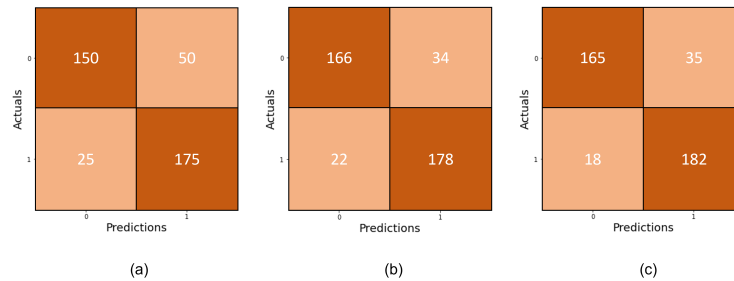 Actuals
0
150
50
1
25
175
0
1
Predictions
(a)
Actuals
0
166
34
1
22
178
0
1
Predictions
(b)
Actuals
0
165
35
1
18
182
0
1
Predictions
(c)